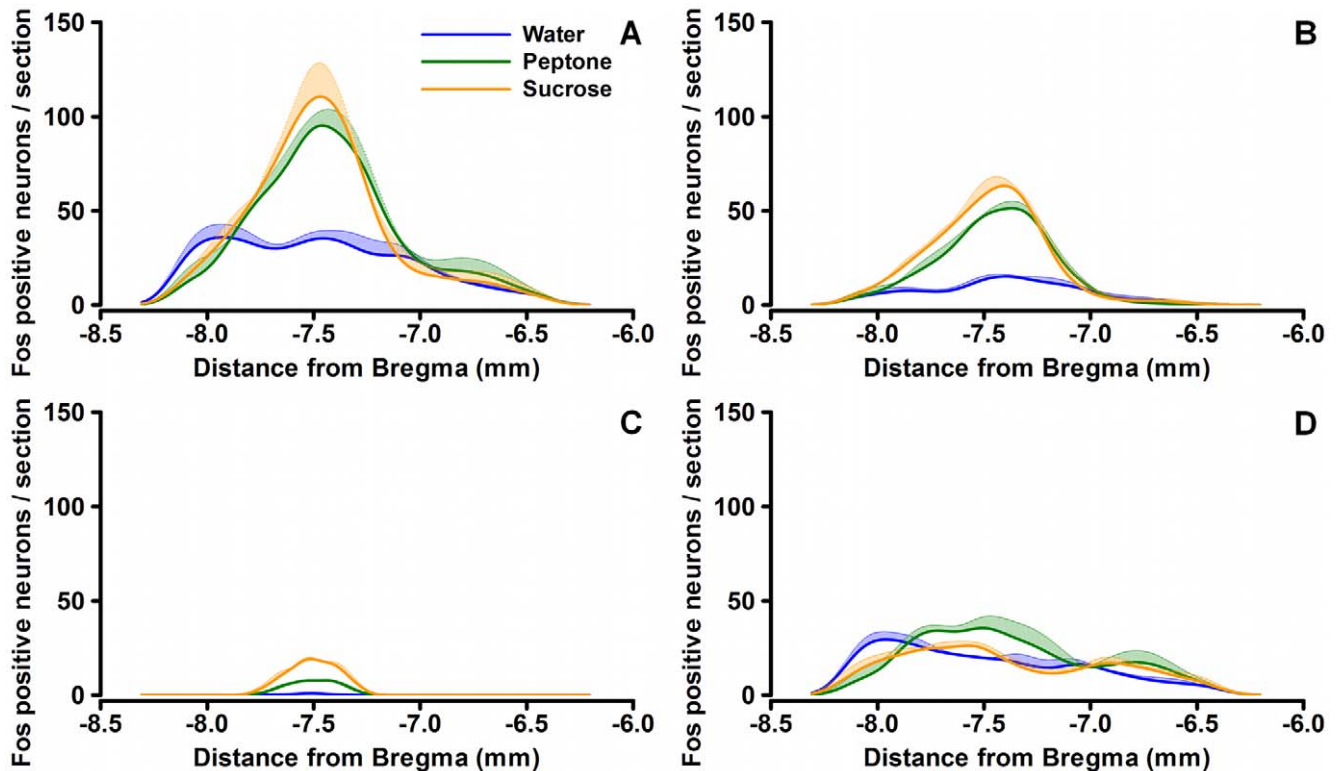 150
100
50
0
Fos positive neurons / section
Water
Peptone
Sucrose
A
-8.5 -8.0 -7.5 -7.0 -6.5 -6.0
Distance from Bregma (mm)
150
100
50
0
Fos positive neurons / section
B
-8.5 -8.0 -7.5 -7.0 -6.5 -6.0
Distance from Bregma (mm)
150
100
50
0
Fos positive neurons / section
C
-8.5 -8.0 -7.5 -7.0 -6.5 -6.0
Distance from Bregma (mm)
150
100
50
0
Fos positive neurons / section
D
-8.5 -8.0 -7.5 -7.0 -6.5 -6.0
Distance from Bregma (mm)